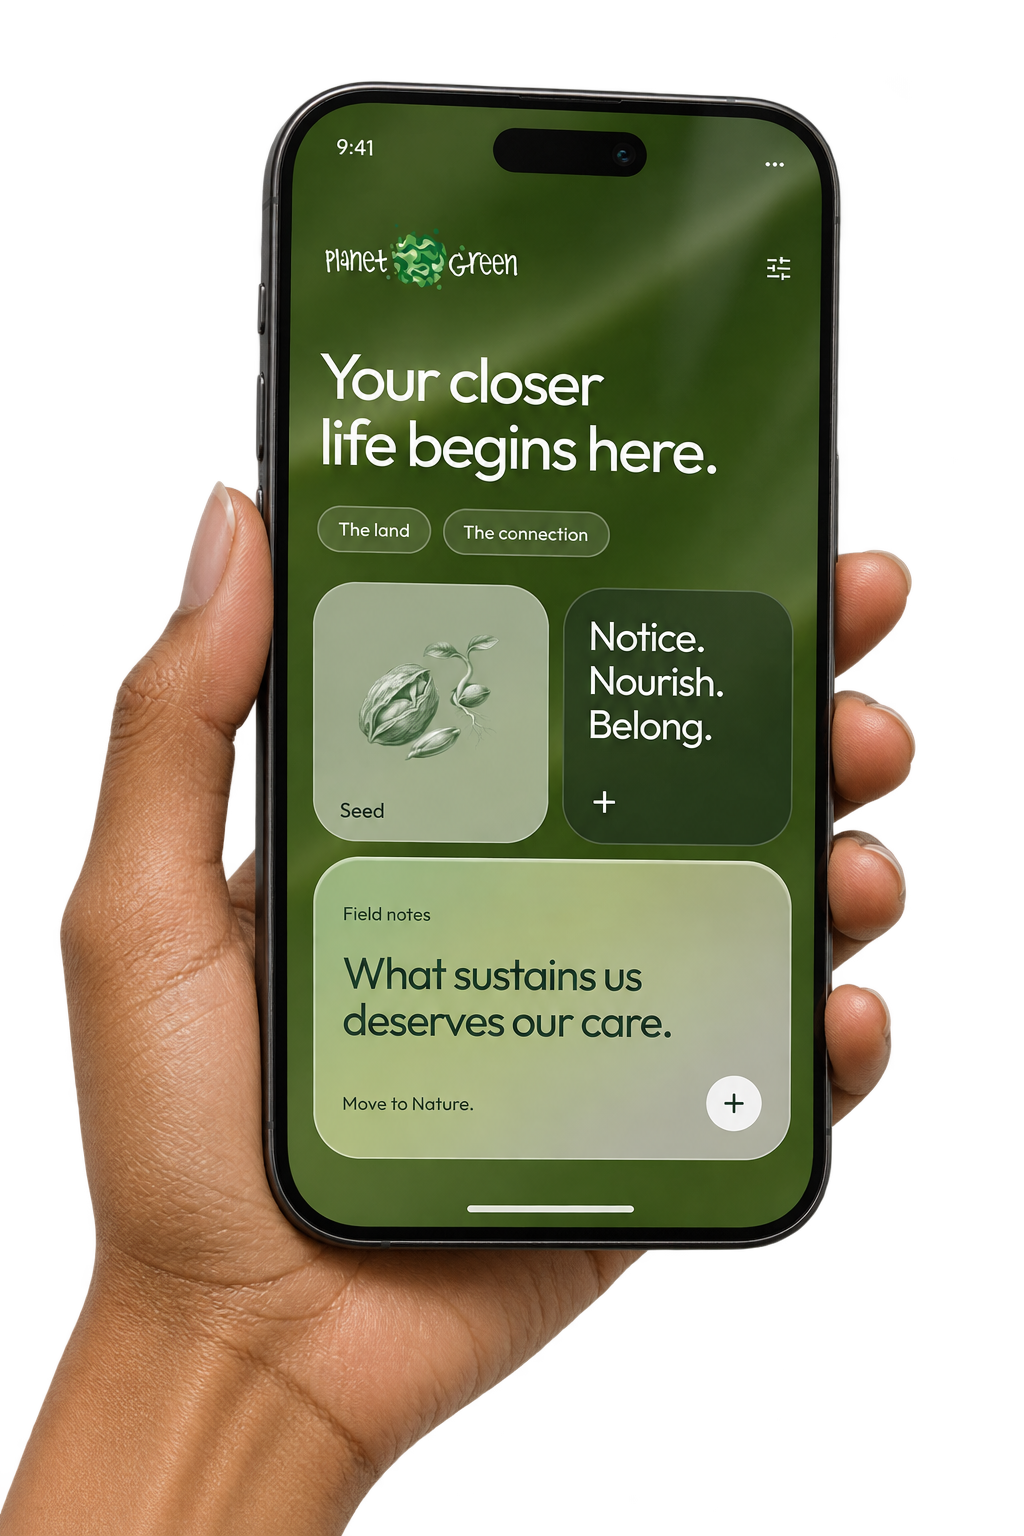 9:41
Planet Green
Your closer
life begins here.
The land
The connection
Seed
Notice.
Nourish.
Belong.
Field notes
What sustains us
deserves our care.
Move to Nature.